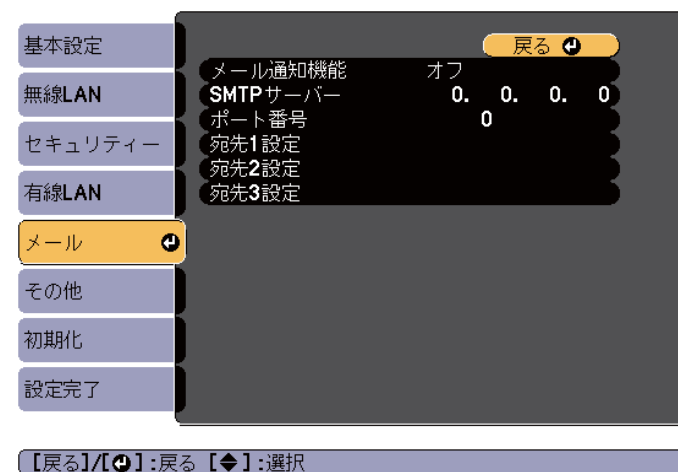 基本設定
無線LAN
セキュリティー
有線LAN
メール
その他
初期化
設定完了
戻る
メール通知機能 オフ
SMTPサーバー 0. 0. 0. 0
ポート番号 0
宛先1設定
宛先2設定
宛先3設定
[戻る]/[⏎]:戻る [◆]:選択